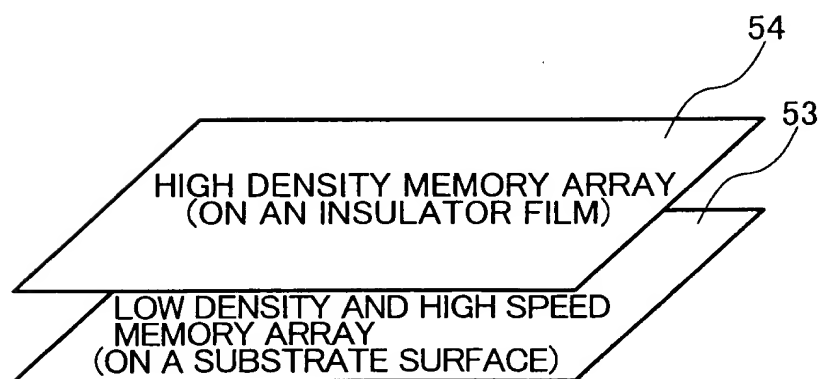 54
53
HIGH DENSITY MEMORY ARRAY
(ON AN INSULATOR FILM)
LOW DENSITY AND HIGH SPEED
MEMORY ARRAY
(ON A SUBSTRATE SURFACE)